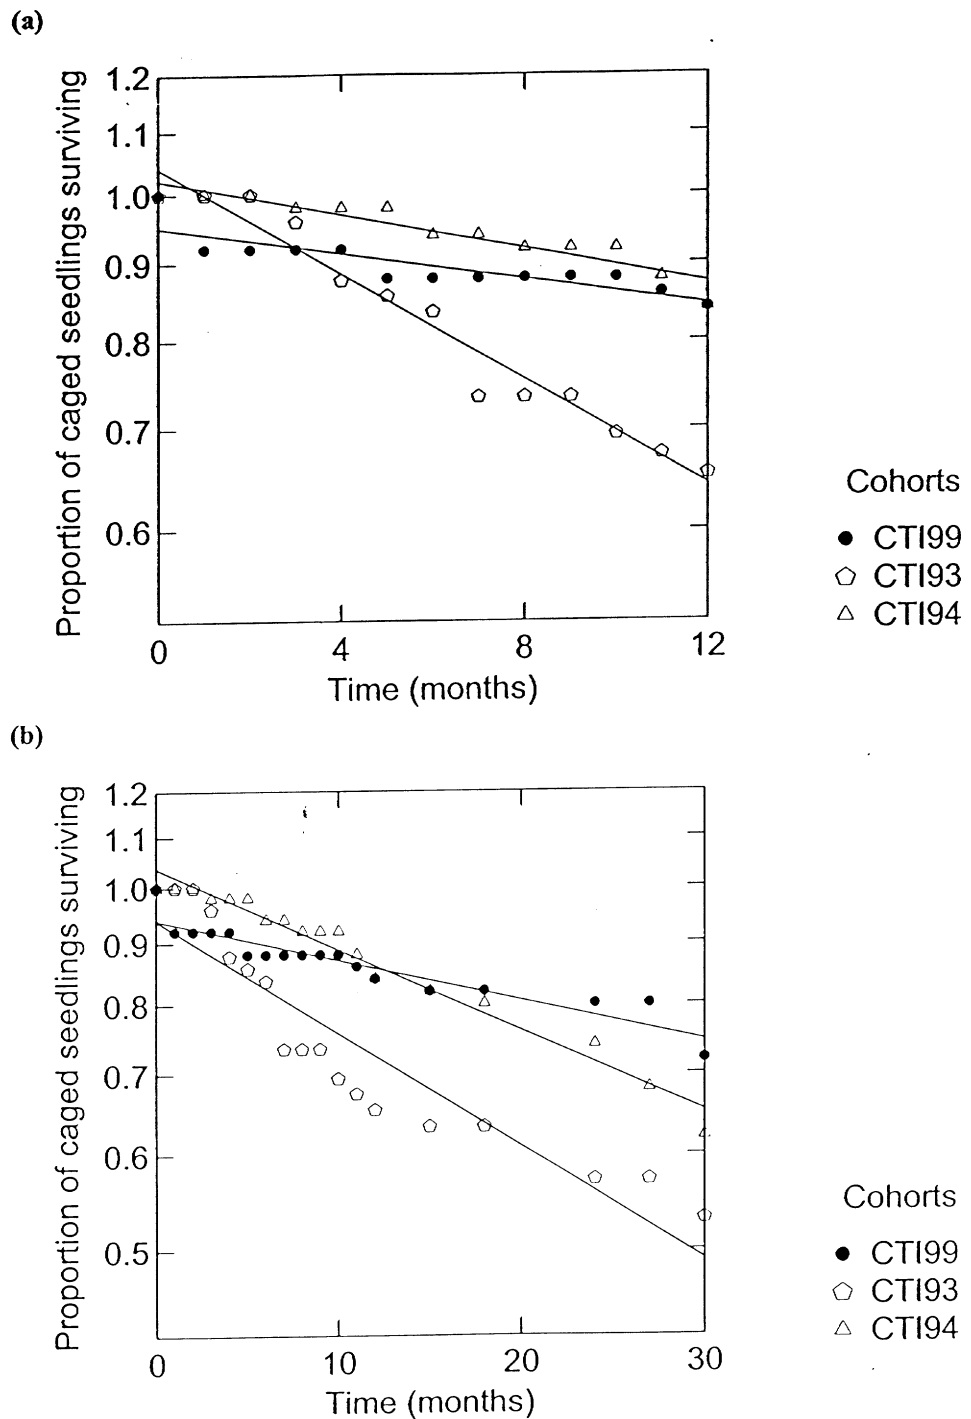 (a)
Proportion of caged seedlings surviving
1.2
1.1
1.0
0.9
0.8
0.7
0.6
0
4
8
12
Time (months)
Cohorts
CTI99
CTI93
CTI94
(b)
Proportion of caged seedlings surviving
1.2
1.1
1.0
0.9
0.8
0.7
0.6
0.5
0
10
20
30
Time (months)
Cohorts
CTI99
CTI93
CTI94